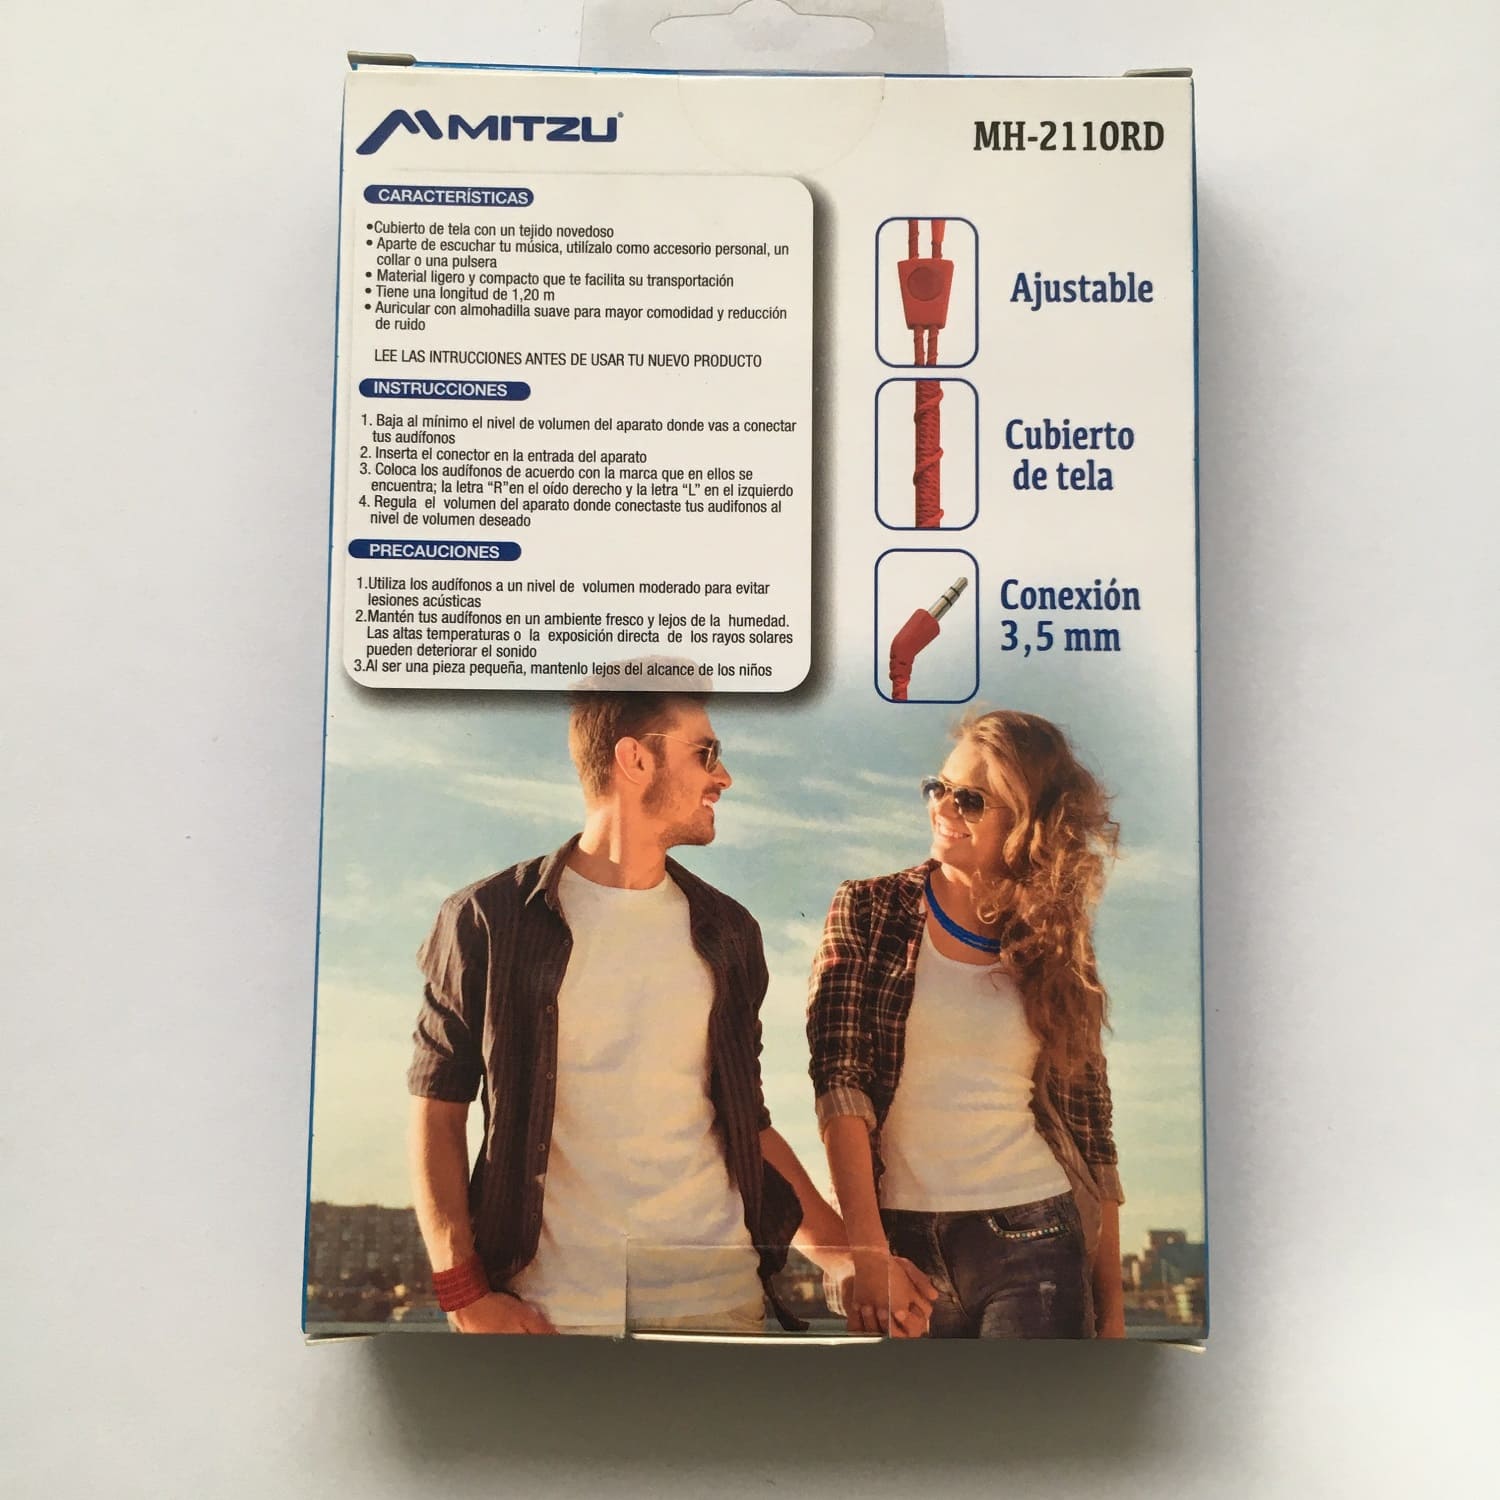 MITZU
MH-2110RD
CARACTERÍSTICAS
•Cubierto de tela con un tejido novedoso
• Aparte de escuchar tu música, utilízalo como accesorio personal, un
collar o una pulsera
• Material ligero y compacto que te facilita su transportación
• Tiene una longitud de 1,20 m
• Auricular con almohadilla suave para mayor comodidad y reducción
de ruido
LEE LAS INTRUCCIONES ANTES DE USAR TU NUEVO PRODUCTO
INSTRUCCIONES
1. Baja al mínimo el nivel de volumen del aparato donde vas a conectar
tus audífonos
2. Inserta el conector en la entrada del aparato
3. Coloca los audífonos de acuerdo con la marca que en ellos se
encuentra; la letra “R”en el oído derecho y la letra “L” en el izquierdo
4. Regula el volumen del aparato donde conectaste tus audifonos al
nivel de volumen deseado
PRECAUCIONES
1.Utiliza los audífonos a un nivel de volumen moderado para evitar
lesiones acústicas
2.Mantén tus audífonos en un ambiente fresco y lejos de la humedad.
Las altas temperaturas o la exposición directa de los rayos solares
pueden deteriorar el sonido
3.Al ser una pieza pequeña, mantenlo lejos del alcance de los niños
Ajustable
Cubierto
de tela
Conexión
3,5 mm